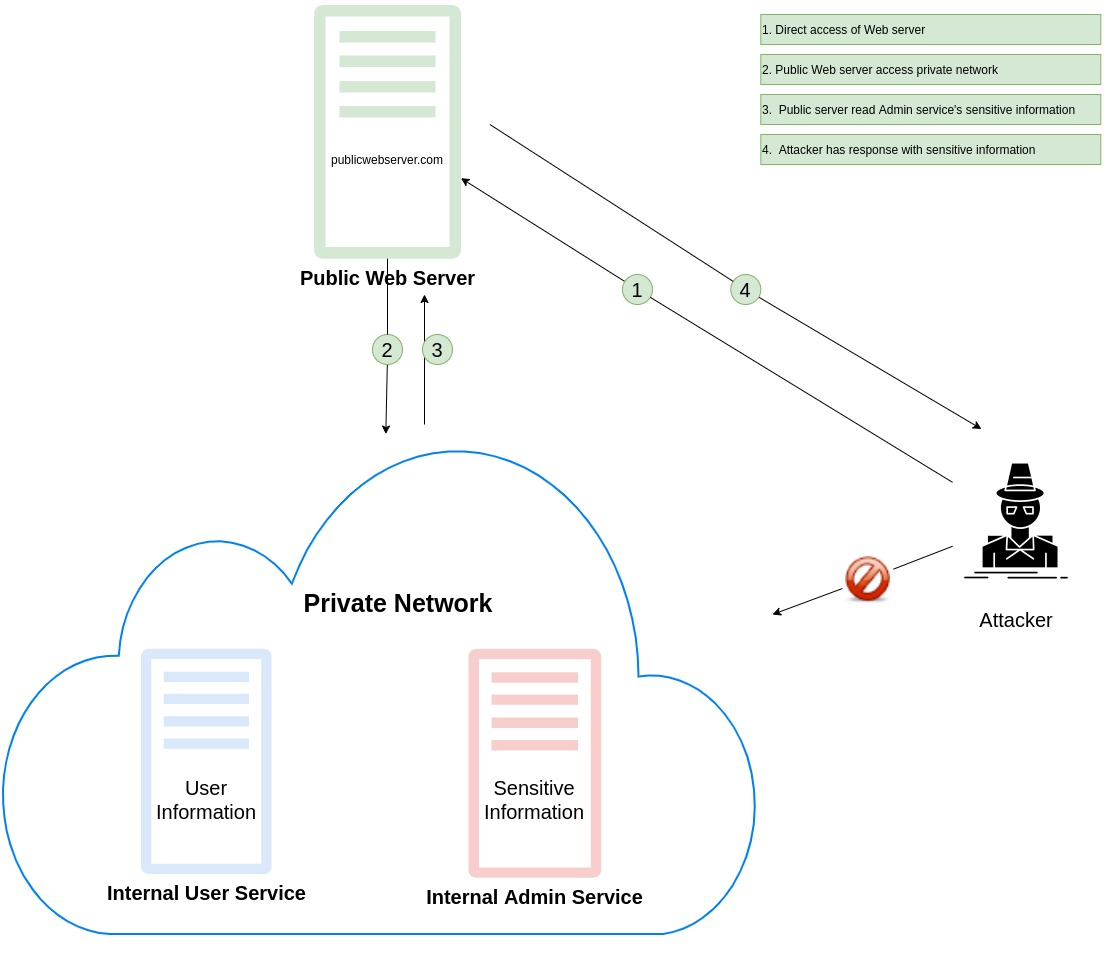 1. Direct access of Web server
2. Public Web server access private network
3.  Public server read Admin service's sensitive information
4.  Attacker has response with sensitive information
publicwebserver.com
Public Web Server
1
4
2
3
Private Network
Attacker
User
Information
Sensitive
Information
Internal User Service
Internal Admin Service